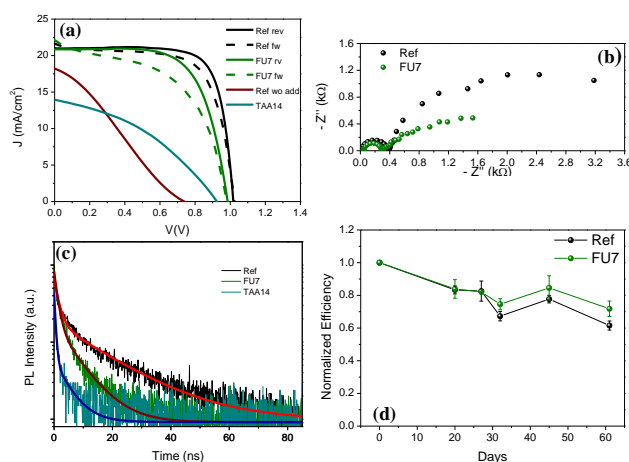 (a)
Ref rev
Ref fw
FU7 rv
FU7 fw
Ref wo add
TAA14
25
20
15
10
5
0
J (mA/cm²)
0.0 0.2 0.4 0.6 0.8 1.0 1.2 1.4
V(V)
(b)
Ref
FU7
1.6
1.2
0.8
0.4
0.0
- Z'' (kΩ)
0.0 0.4 0.8 1.2 1.6 2.0 2.4 2.8 3.2 3.6
- Z'' (kΩ)
(c)
Ref
FU7
TAA14
PL Intensity (a.u.)
0 20 40 60 80
Time (ns)
(d)
Ref
FU7
1.2
1.0
0.8
0.6
0.4
0.2
0.0
Normalized Efficiency
0 10 20 30 40 50 60
Days